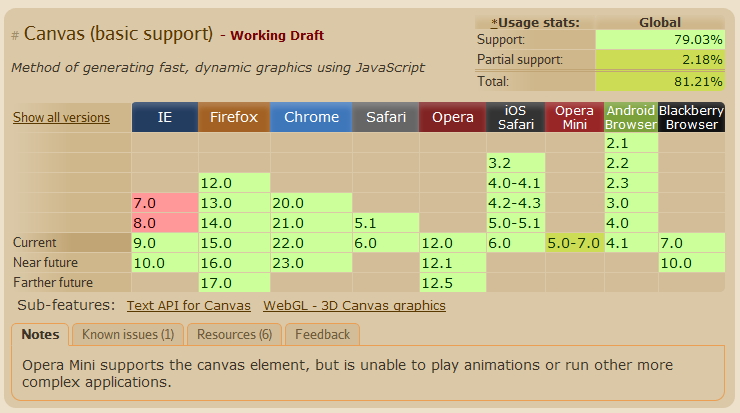 # Canvas (basic support) - Working Draft
*Usage stats: Global
Support: 79.03%
Partial support: 2.18%
Total: 81.21%
Method of generating fast, dynamic graphics using JavaScript
Show all versions IE Firefox Chrome Safari Opera iOS Safari Opera Mini Android Browser Blackberry Browser
2.1
3.2 2.2
12.0 4.0-4.1 2.3
7.0 13.0 20.0 4.2-4.3 3.0
8.0 14.0 21.0 5.1 5.0-5.1 4.0
Current 9.0 15.0 22.0 6.0 12.0 6.0 5.0-7.0 4.1 7.0
Near future 10.0 16.0 23.0 12.1 10.0
Farther future 17.0 12.5
Sub-features: Text API for Canvas WebGL - 3D Canvas graphics
Notes Known issues (1) Resources (6) Feedback
Opera Mini supports the canvas element, but is unable to play animations or run other more
complex applications.